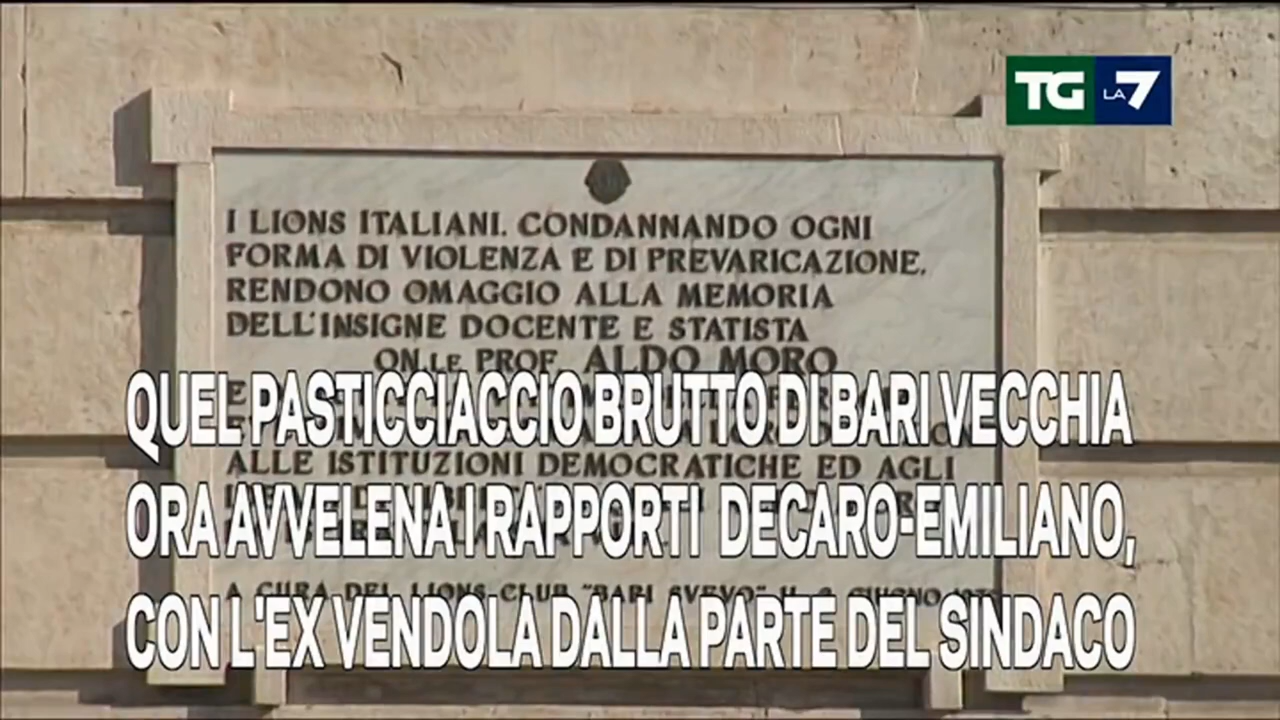 TG LA7
I LIONS ITALIANI. CONDANNANDO OGNI
FORMA DI VIOLENZA E DI PREVARICAZIONE.
RENDONO OMAGGIO ALLA MEMORIA
DELL'INSIGNE DOCENTE E STATISTA
ON.LE PROF. ALDO MORO
QUEL PASTICCIACCIO BRUTTO DI BARI VECCHIA
ALLE ISTITUZIONI DEMOCRATICHE ED AGLI
ORA AVVELENA I RAPPORTI DECARO-EMILIANO,
A CURA DEL LIONS CLUB "BARI SVEVO" GIUGNO
CON L'EX VENDOLA DALLA PARTE DEL SINDACO